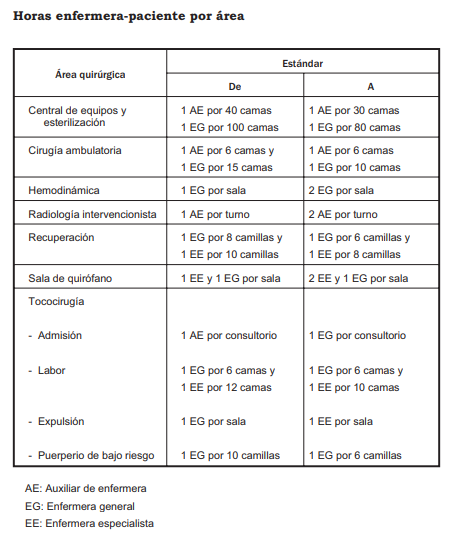 Horas enfermera-paciente por área
Área quirúrgica
Estándar
De A
Central de equipos y 1 AE por 40 camas 1 AE por 30 camas
esterilización 1 EG por 100 camas 1 EG por 80 camas
Cirugía ambulatoria 1 AE por 6 camas y 1 AE por 6 camas
1 EG por 15 camas 1 EG por 10 camas
Hemodinámica 1 EG por sala 2 EG por sala
Radiología intervencionista 1 AE por turno 2 AE por turno
Recuperación 1 EG por 8 camillas y 1 EG por 6 camillas y
1 EE por 10 camillas 1 EE por 8 camillas
Sala de quirófano 1 EE y 1 EG por sala 2 EE y 1 EG por sala
Tococirugía
- Admisión 1 AE por consultorio 1 EG por consultorio
- Labor 1 EG por 6 camas y 1 EG por 6 camas y
1 EE por 12 camas 1 EE por 10 camas
- Expulsión 1 EG por sala 1 EE por sala
- Puerperio de bajo riesgo 1 EG por 10 camillas 1 EG por 6 camillas
AE: Auxiliar de enfermera
EG: Enfermera general
EE: Enfermera especialista